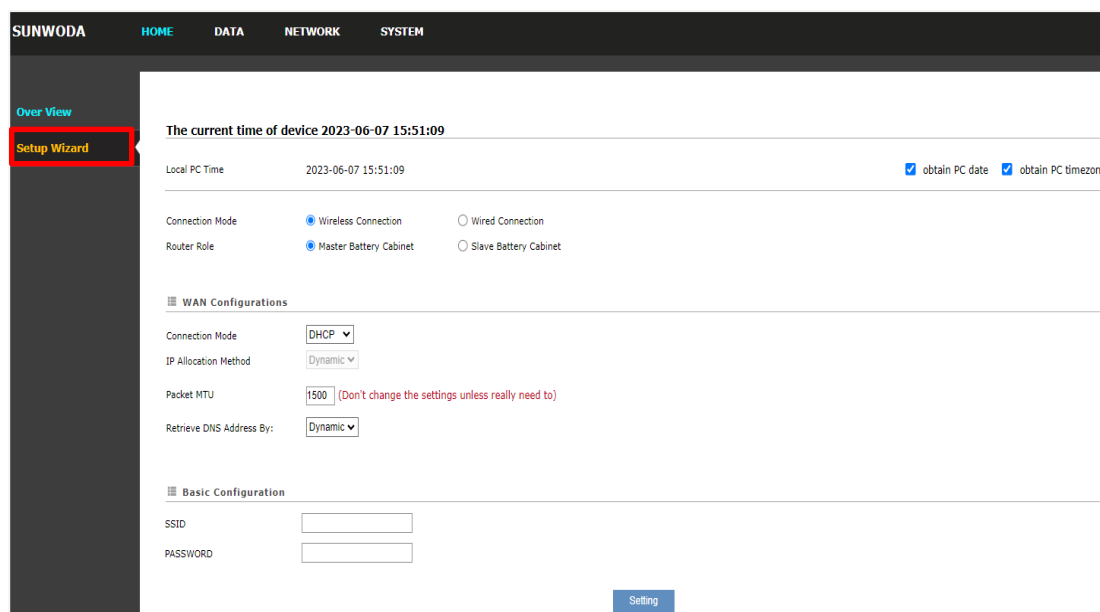 SUNWODA HOME DATA NETWORK SYSTEM
Over View
Setup Wizard
The current time of device 2023-06-07 15:51:09
Local PC Time 2023-06-07 15:51:09 obtain PC date obtain PC timezon
Connection Mode Wireless Connection Wired Connection
Router Role Master Battery Cabinet Slave Battery Cabinet
WAN Configurations
Connection Mode DHCP
IP Allocation Method Dynamic
Packet MTU 1500 (Don't change the settings unless really need to)
Retrieve DNS Address By: Dynamic
Basic Configuration
SSID
PASSWORD
Setting